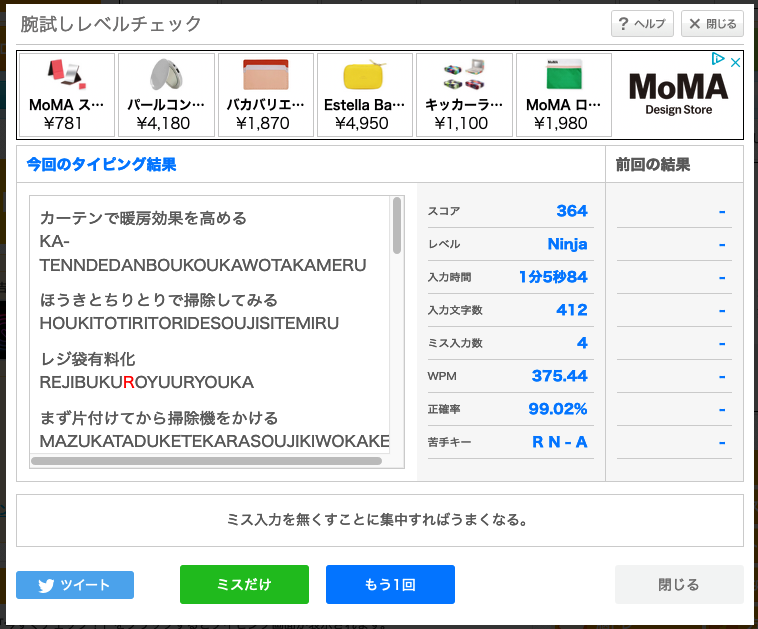 腕試しレベルチェック
? ヘルプ
× 閉じる
MoMA ス…
¥781
パールコン…
¥4,180
バカバリエ…
¥1,870
Estella Ba…
¥4,950
キッカーラ…
¥1,100
MoMA ロ…
¥1,980
MoMA
Design Store
今回のタイピング結果
前回の結果
カーテンで暖房効果を高める
KA-
TENNDEDANBOUKOUKAWOTAKAMERU
ほうきとちりとりで掃除してみる
HOUKITOTIRITORIDESOUJISITEMIRU
レジ袋有料化
REJIBUKUROYUURYOUKA
まず片付けてから掃除機をかける
MAZUKATADUKETEKARASOUJIKIWOKAKE
スコア 364 -
レベル Ninja -
入力時間 1分5秒84 -
入力文字数 412 -
ミス入力数 4 -
WPM 375.44 -
正確率 99.02% -
苦手キー R N - A -
ミス入力を無くすことに集中すればうまくなる。
ツイート
ミスだけ
もう1回
閉じる